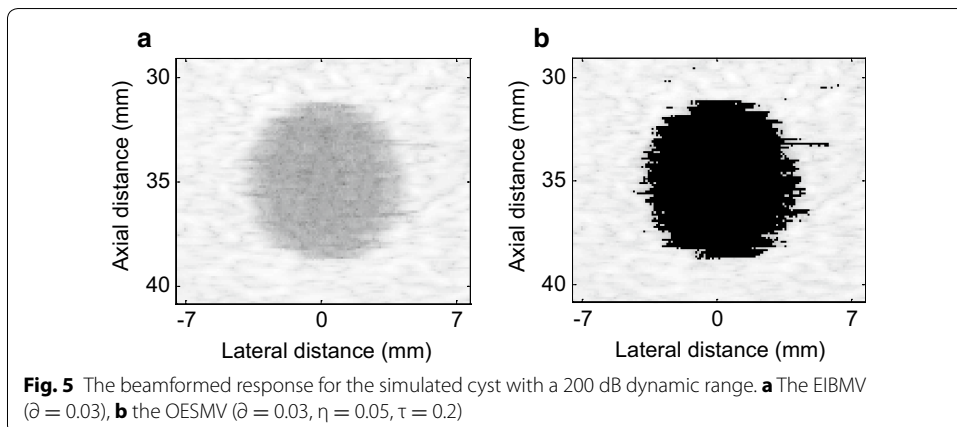 a
b
30
35
40
Axial distance (mm)
-7 0 7
Lateral distance (mm)
30
35
40
Axial distance (mm)
-7 0 7
Lateral distance (mm)
Fig. 5 The beamformed response for the simulated cyst with a 200 dB dynamic range. a The EIBMV
(∂ = 0.03), b the OESMV (∂ = 0.03, η = 0.05, τ = 0.2)